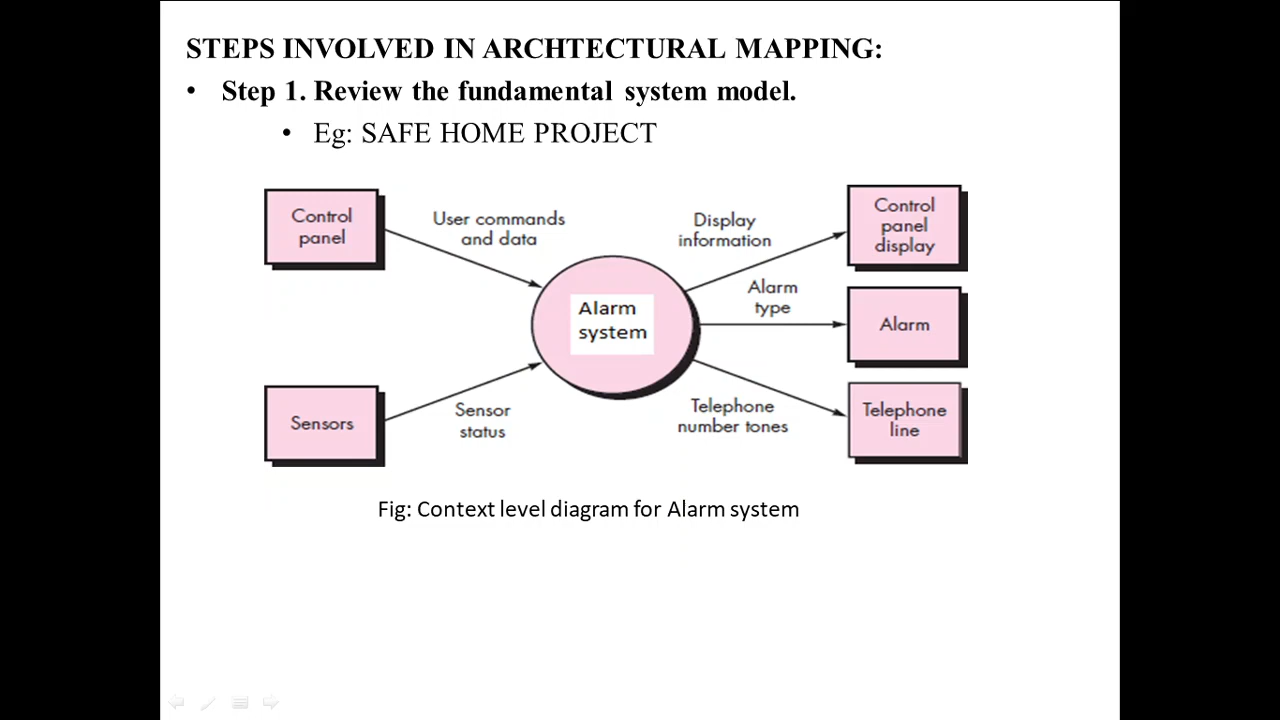 STEPS INVOLVED IN ARCHTECTURAL MAPPING:
• Step 1. Review the fundamental system model.
• Eg: SAFE HOME PROJECT
Control
panel
User commands
and data
Display
information
Control
panel
display
Alarm
system
Alarm
type
Alarm
Sensors
Sensor
status
Telephone
number tones
Telephone
line
Fig: Context level diagram for Alarm system